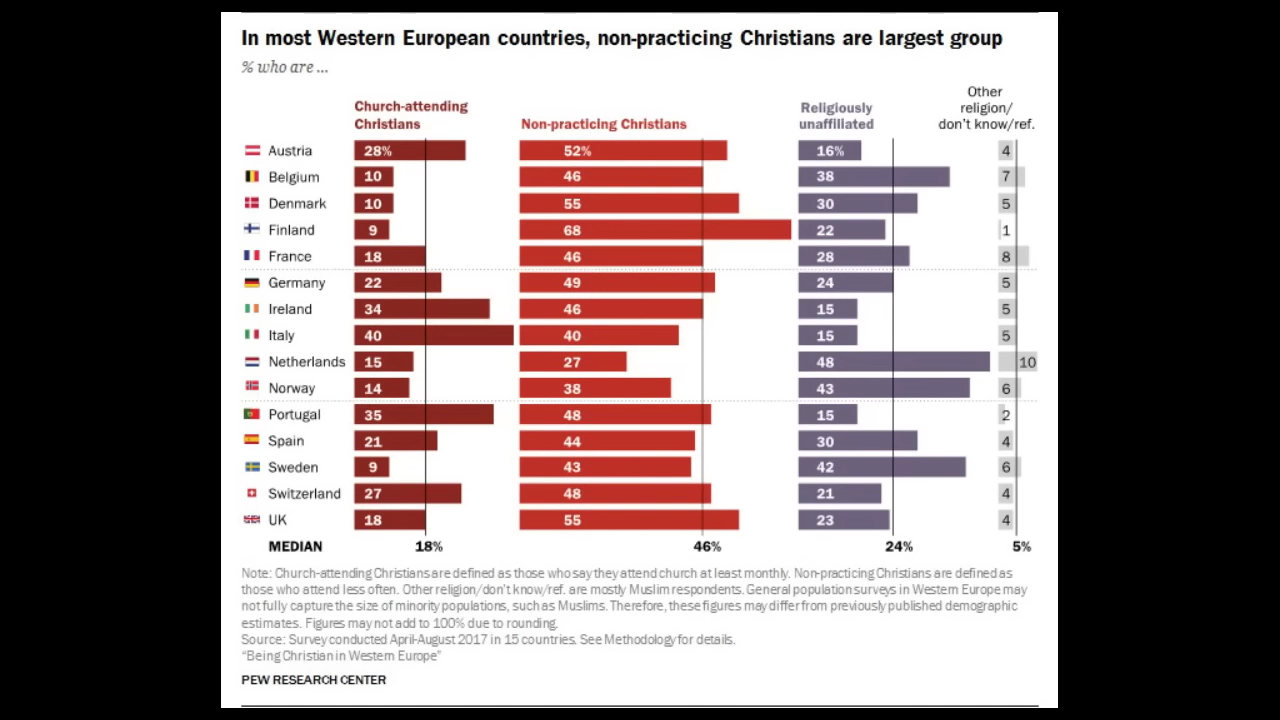 In most Western European countries, non-practicing Christians are largest group
% who are ...
Church-attending Christians
Non-practicing Christians
Religiously unaffiliated
Other religion/ don't know/ref.
Austria 28% 52% 16% 4
Belgium 10 46 38 7
Denmark 10 55 30 5
Finland 9 68 22 1
France 18 46 28 8
Germany 22 49 24 5
Ireland 34 46 15 5
Italy 40 40 15 5
Netherlands 15 27 48 10
Norway 14 38 43 6
Portugal 35 48 15 2
Spain 21 44 30 4
Sweden 9 43 42 6
Switzerland 27 48 21 4
UK 18 55 23 4
MEDIAN 18% 46% 24% 5%
Note: Church-attending Christians are defined as those who say they attend church at least monthly. Non-practicing Christians are defined as
those who attend less often. Other religion/don't know/ref. are mostly Muslim respondents. General population surveys in Western Europe may
not fully capture the size of minority populations, such as Muslims. Therefore, these figures may differ from previously published demographic
estimates. Figures may not add to 100% due to rounding.
Source: Survey conducted April-August 2017 in 15 countries. See Methodology for details.
"Being Christian in Western Europe"
PEW RESEARCH CENTER